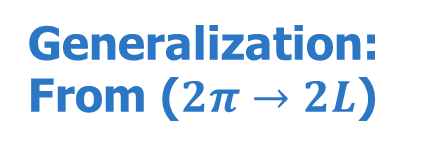 Generalization:
From (2π → 2L)